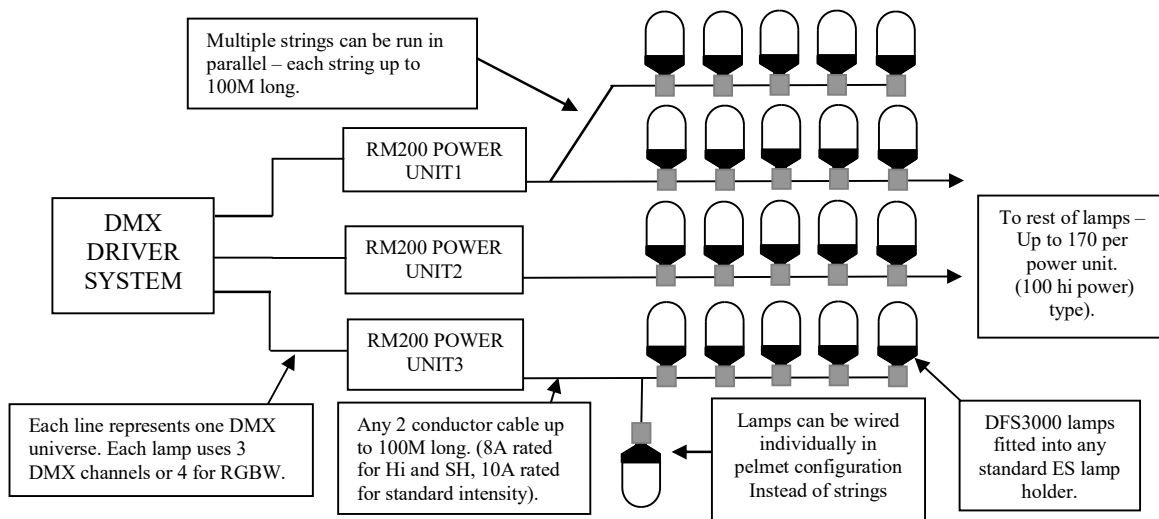 Multiple strings can be run in
parallel – each string up to
100M long.
RM200 POWER
UNIT1
DMX
DRIVER
SYSTEM
RM200 POWER
UNIT2
To rest of lamps –
Up to 170 per
power unit.
(100 hi power)
type).
RM200 POWER
UNIT3
Each line represents one DMX
universe. Each lamp uses 3
DMX channels or 4 for RGBW.
Any 2 conductor cable up
to 100M long. (8A rated
for Hi and SH, 10A rated
for standard intensity).
Lamps can be wired
individually in
pelmet configuration
Instead of strings
DFS3000 lamps
fitted into any
standard ES lamp
holder.